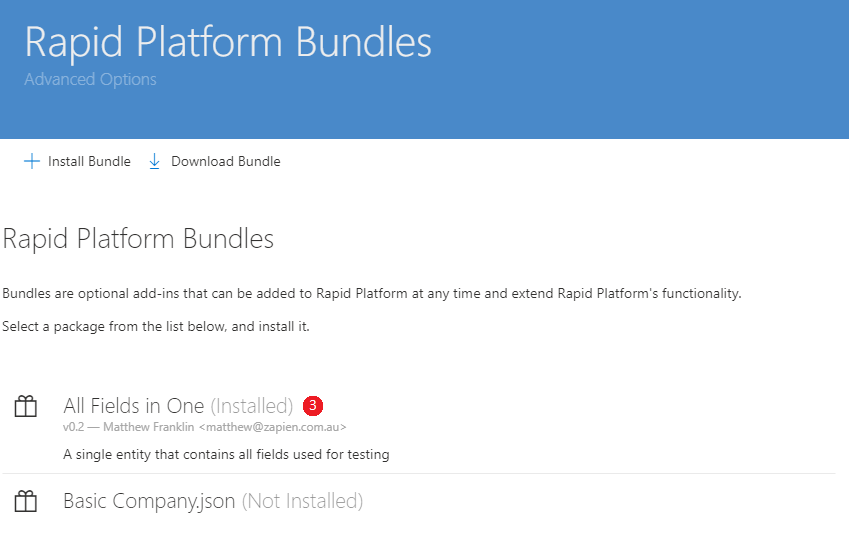 Rapid Platform Bundles
Advanced Options
Install Bundle Download Bundle
Rapid Platform Bundles
Bundles are optional add-ins that can be added to Rapid Platform at any time and extend Rapid Platform's functionality.
Select a package from the list below, and install it.
All Fields in One (Installed) 3
v0.2 — Matthew Franklin <matthew@zapien.com.au>
A single entity that contains all fields used for testing
Basic Company.json (Not Installed)